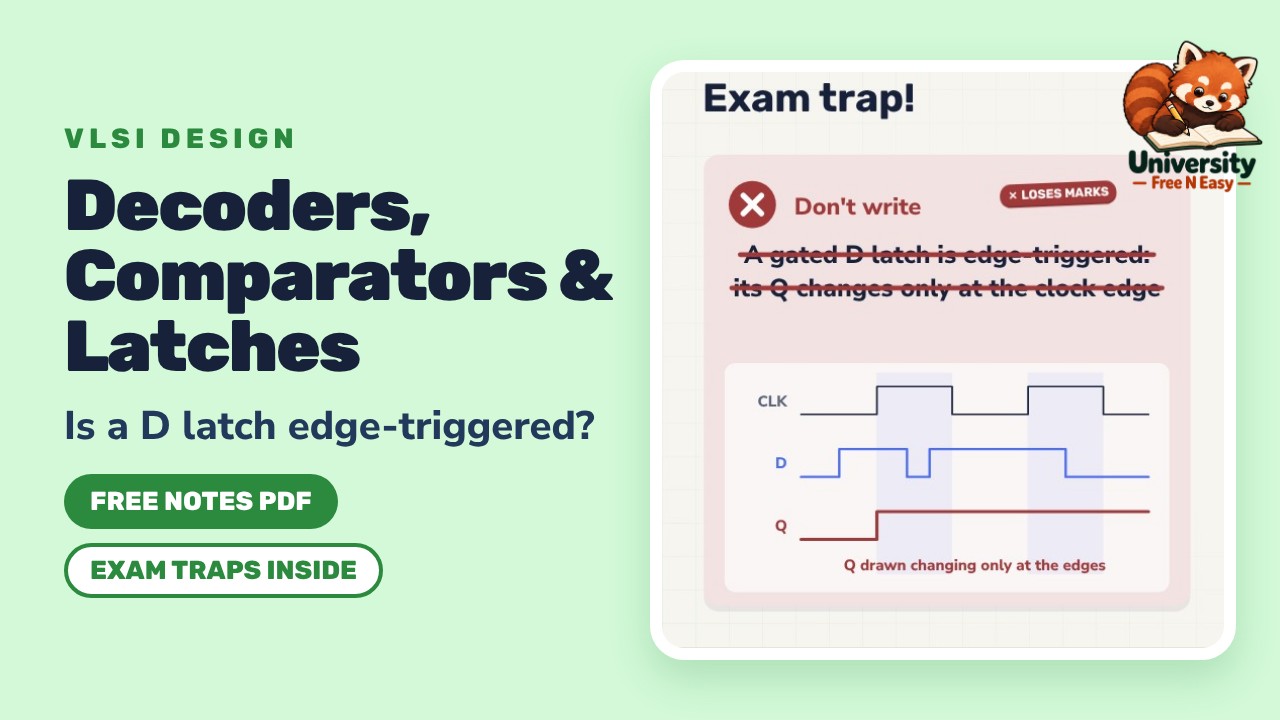 VLSI DESIGN
Decoders,
Comparators &
Latches
Is a D latch edge-triggered?
FREE NOTES PDF
EXAM TRAPS INSIDE
Exam trap!
× LOSES MARKS
Don't write
A gated D latch is edge-triggered:
its Q changes only at the clock edge
CLK
D
Q
Q drawn changing only at the edges
University
Free N Easy